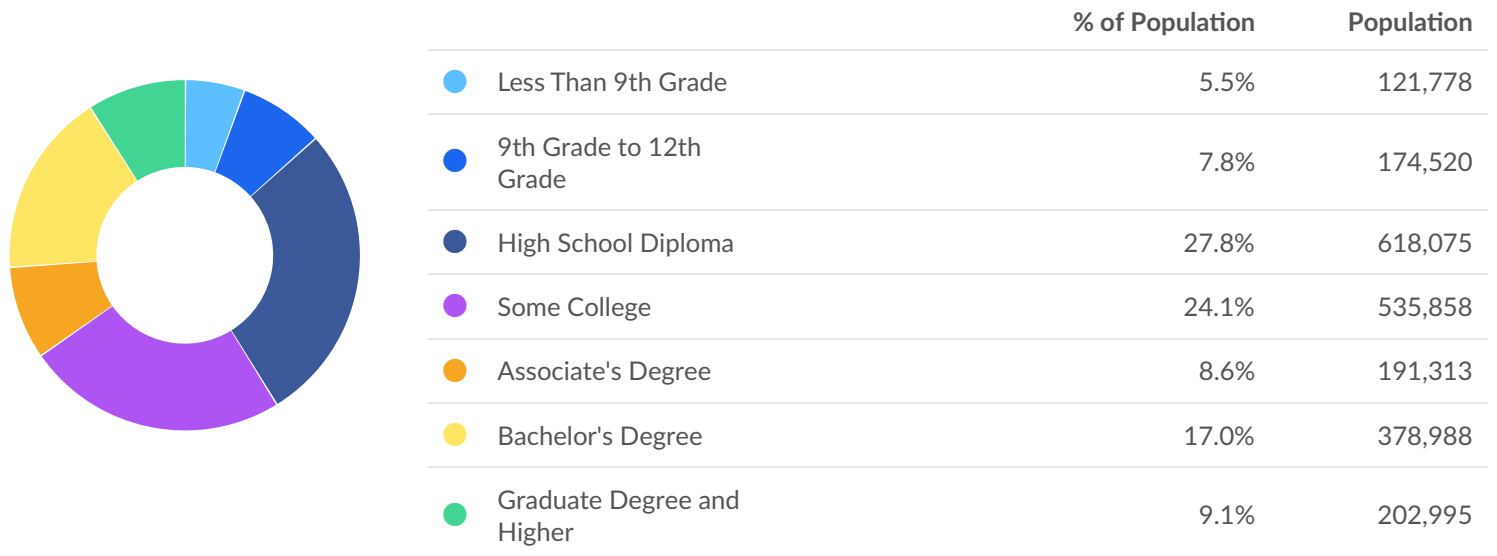 % of Population Population
Less Than 9th Grade 5.5% 121,778
9th Grade to 12th
Grade 7.8% 174,520
High School Diploma 27.8% 618,075
Some College 24.1% 535,858
Associate's Degree 8.6% 191,313
Bachelor's Degree 17.0% 378,988
Graduate Degree and
Higher 9.1% 202,995